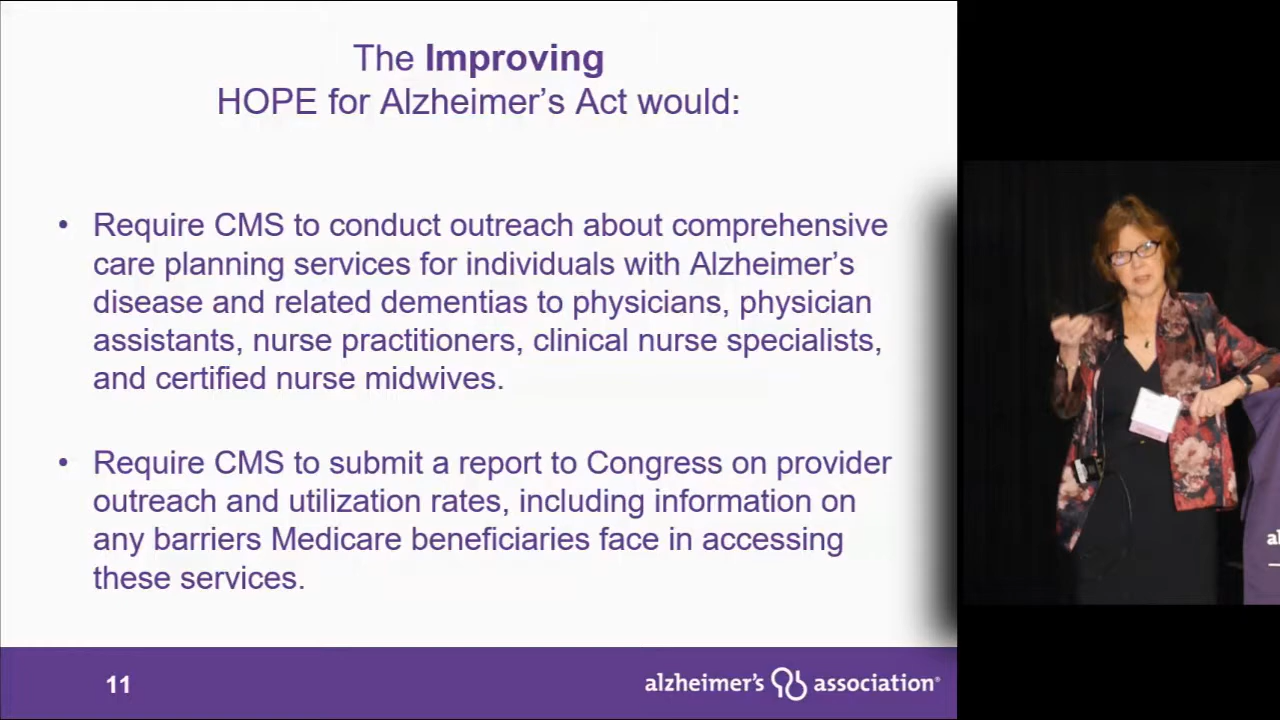 The Improving
HOPE for Alzheimer's Act would:
• Require CMS to conduct outreach about comprehensive
care planning services for individuals with Alzheimer's
disease and related dementias to physicians, physician
assistants, nurse practitioners, clinical nurse specialists,
and certified nurse midwives.
• Require CMS to submit a report to Congress on provider
outreach and utilization rates, including information on
any barriers Medicare beneficiaries face in accessing
these services.
11
alzheimer's association®
al